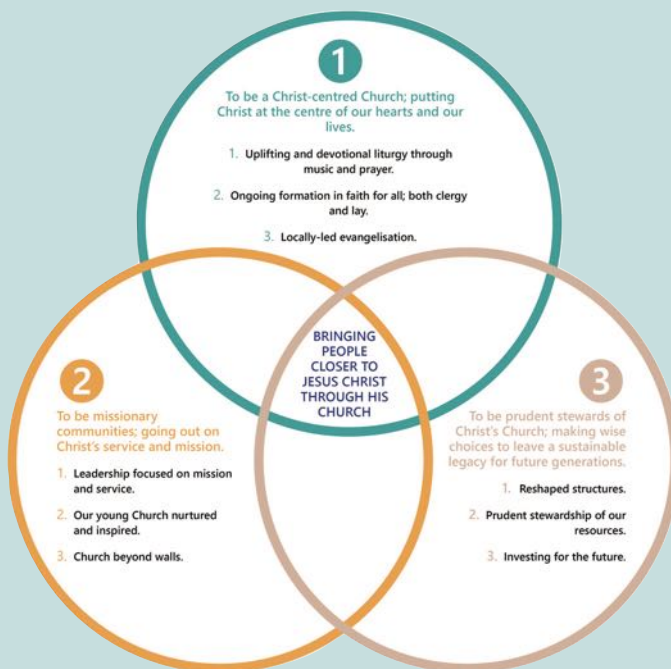 1
To be a Christ-centred Church; putting
Christ at the centre of our hearts and our
lives.
1. Uplifting and devotional liturgy through
music and prayer.
2. Ongoing formation in faith for all; both clergy
and lay.
3. Locally-led evangelisation.
BRINGING
PEOPLE
CLOSER TO
JESUS CHRIST
THROUGH HIS
CHURCH
2
To be missionary
communities; going out on
Christ's service and mission.
1. Leadership focused on mission
and service.
2. Our young Church nurtured
and inspired.
3. Church beyond walls.
3
To be prudent stewards of
Christ's Church; making wise
choices to leave a sustainable
legacy for future generations.
1. Reshaped structures.
2. Prudent stewardship of our
resources.
3. Investing for the future.